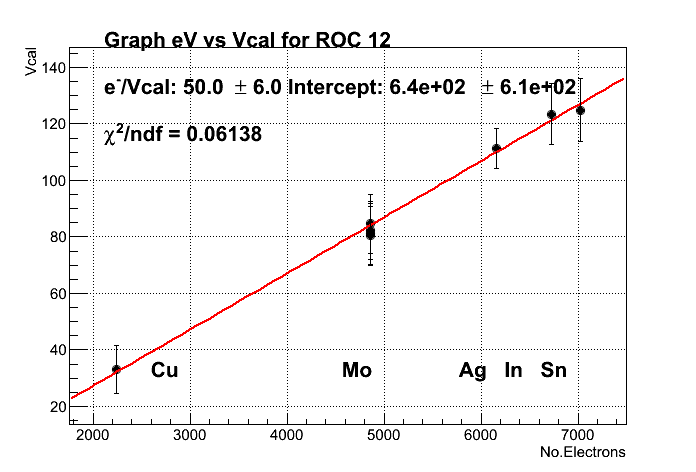 Graph eV vs Vcal for ROC 12
Vcal
e⁻/Vcal: 50.0 ± 6.0 Intercept: 6.4e+02 ± 6.1e+02
χ²/ndf = 0.06138
140
120
100
80
60
40
20
Cu Mo Ag In Sn
2000 3000 4000 5000 6000 7000
No.Electrons